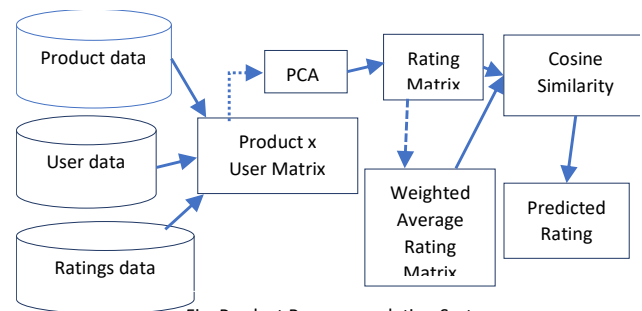 Product data
PCA
Rating
Matrix
Cosine
Similarity
User data
Product x
User Matrix
Weighted
Average
Rating
Matrix
Predicted
Rating
Ratings data